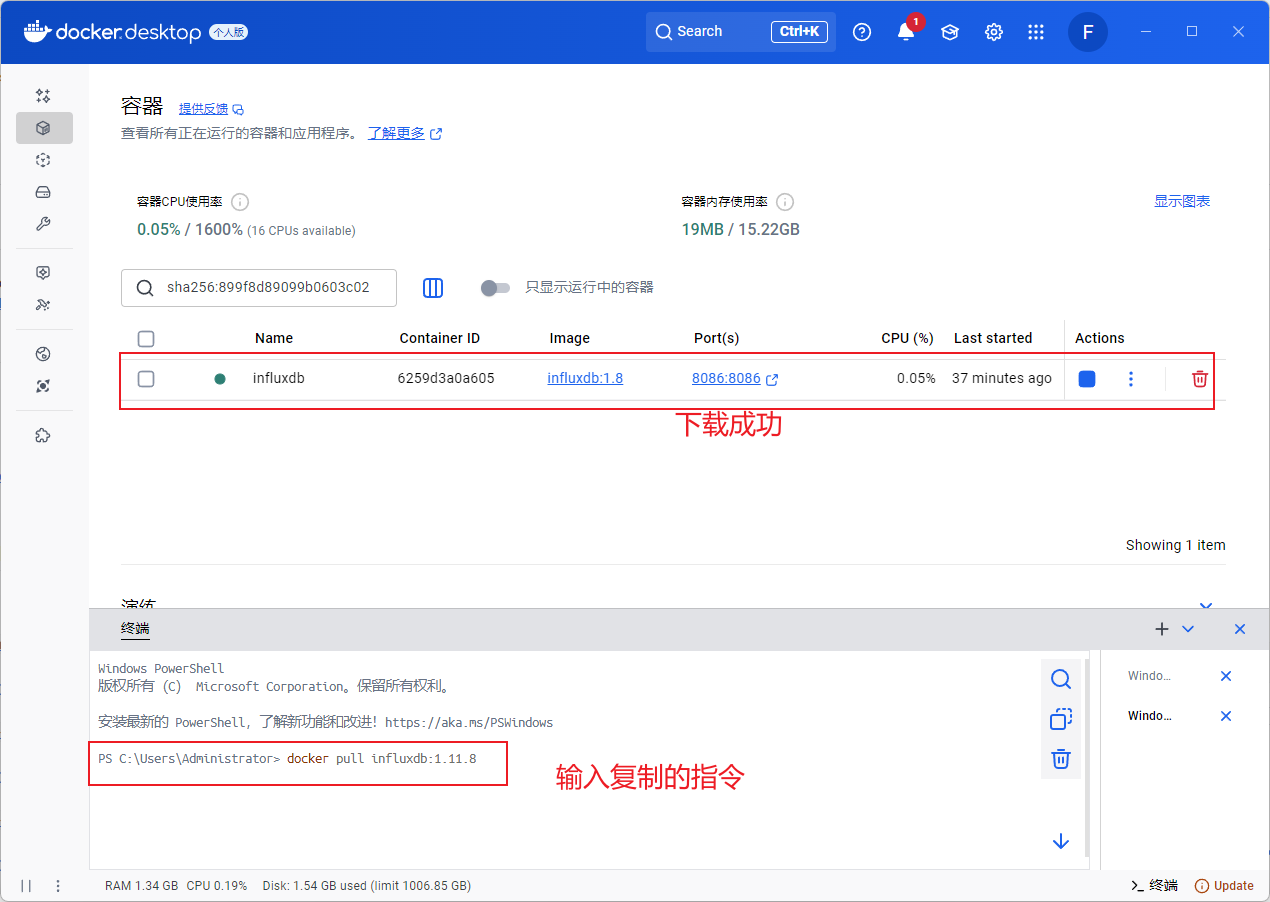 docker.desktop 个人版
Search Ctrl+K
1
F
容器 提供反馈
查看所有正在运行的容器和应用程序。 了解更多
容器CPU使用率
0.05% / 1600% (16 CPUs available)
容器内存使用率
19MB / 15.22GB
显示图表
sha256:899f8d89099b0603c02
只显示运行中的容器
Name Container ID Image Port(s) CPU (%) Last started Actions
influxdb 6259d3a0a605 influxdb:1.8 8086:8086 0.05% 37 minutes ago
下载成功
Showing 1 item
演练
终端
Windows PowerShell
版权所有 (C) Microsoft Corporation。保留所有权利。
安装最新的 PowerShell，了解新功能和改进！https://aka.ms/PSWindows
PS C:\Users\Administrator> docker pull influxdb:1.11.8
输入复制的指令
Windo...
Windo...
RAM 1.34 GB CPU 0.19% Disk: 1.54 GB used (limit 1006.85 GB)
终端 Update